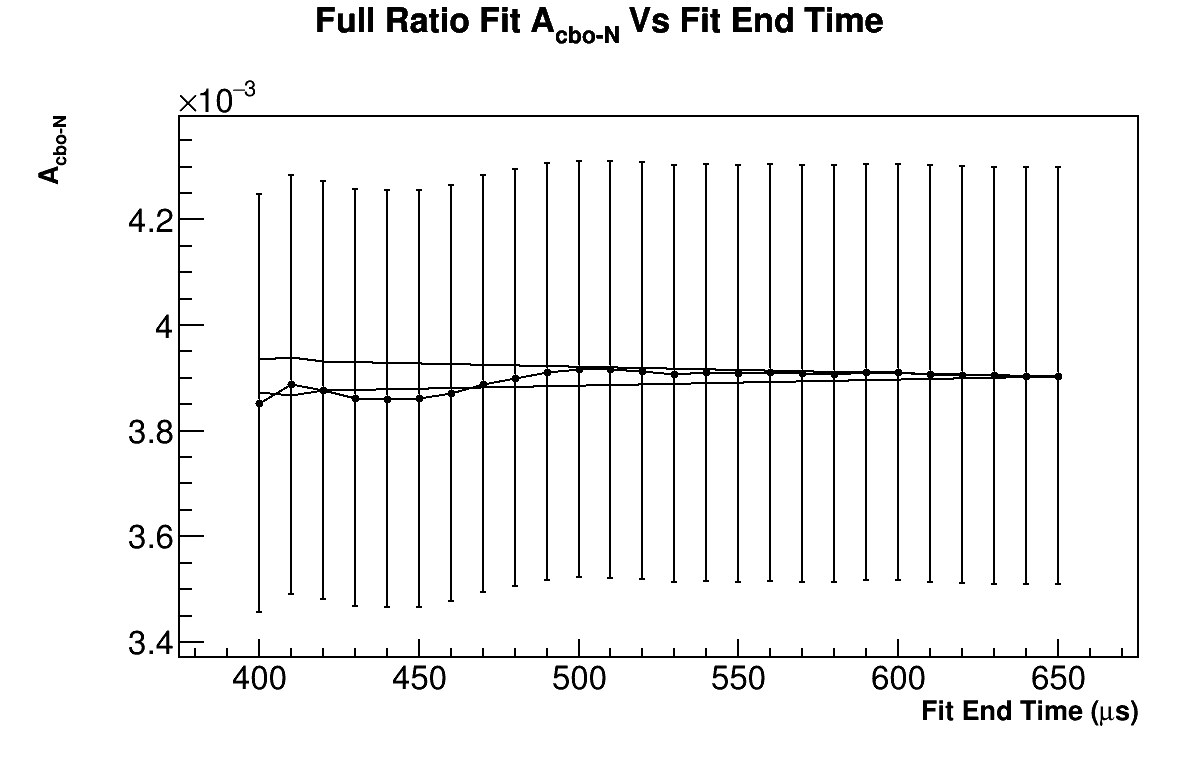 Full Ratio Fit A_cbo-N Vs Fit End Time
×10⁻³
A_cbo-N
4.2
4
3.8
3.6
3.4
400 450 500 550 600 650
Fit End Time (μs)